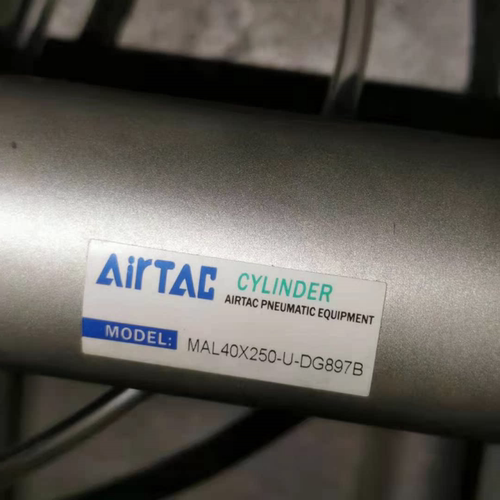 AirTAC CYLINDER
AIRTAC PNEUMATIC EQUIPMENT
MODEL: MAL40X250-U-DG897B